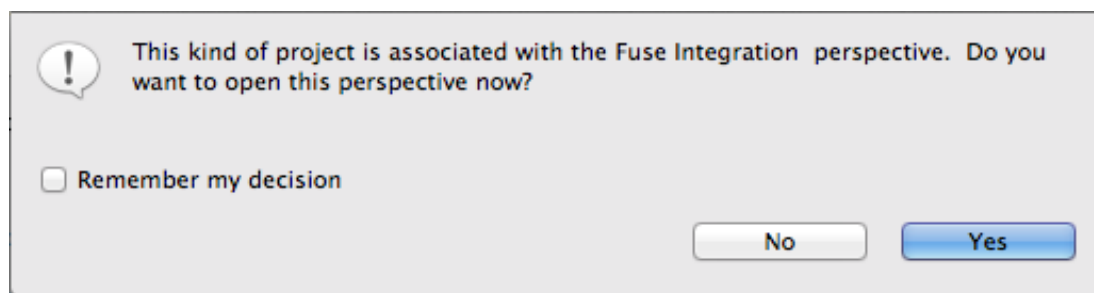 This kind of project is associated with the Fuse Integration  perspective.  Do you
want to open this perspective now?
Remember my decision
No
Yes